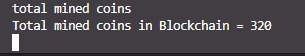 total mined coins
Total mined coins in Blockchain = 320